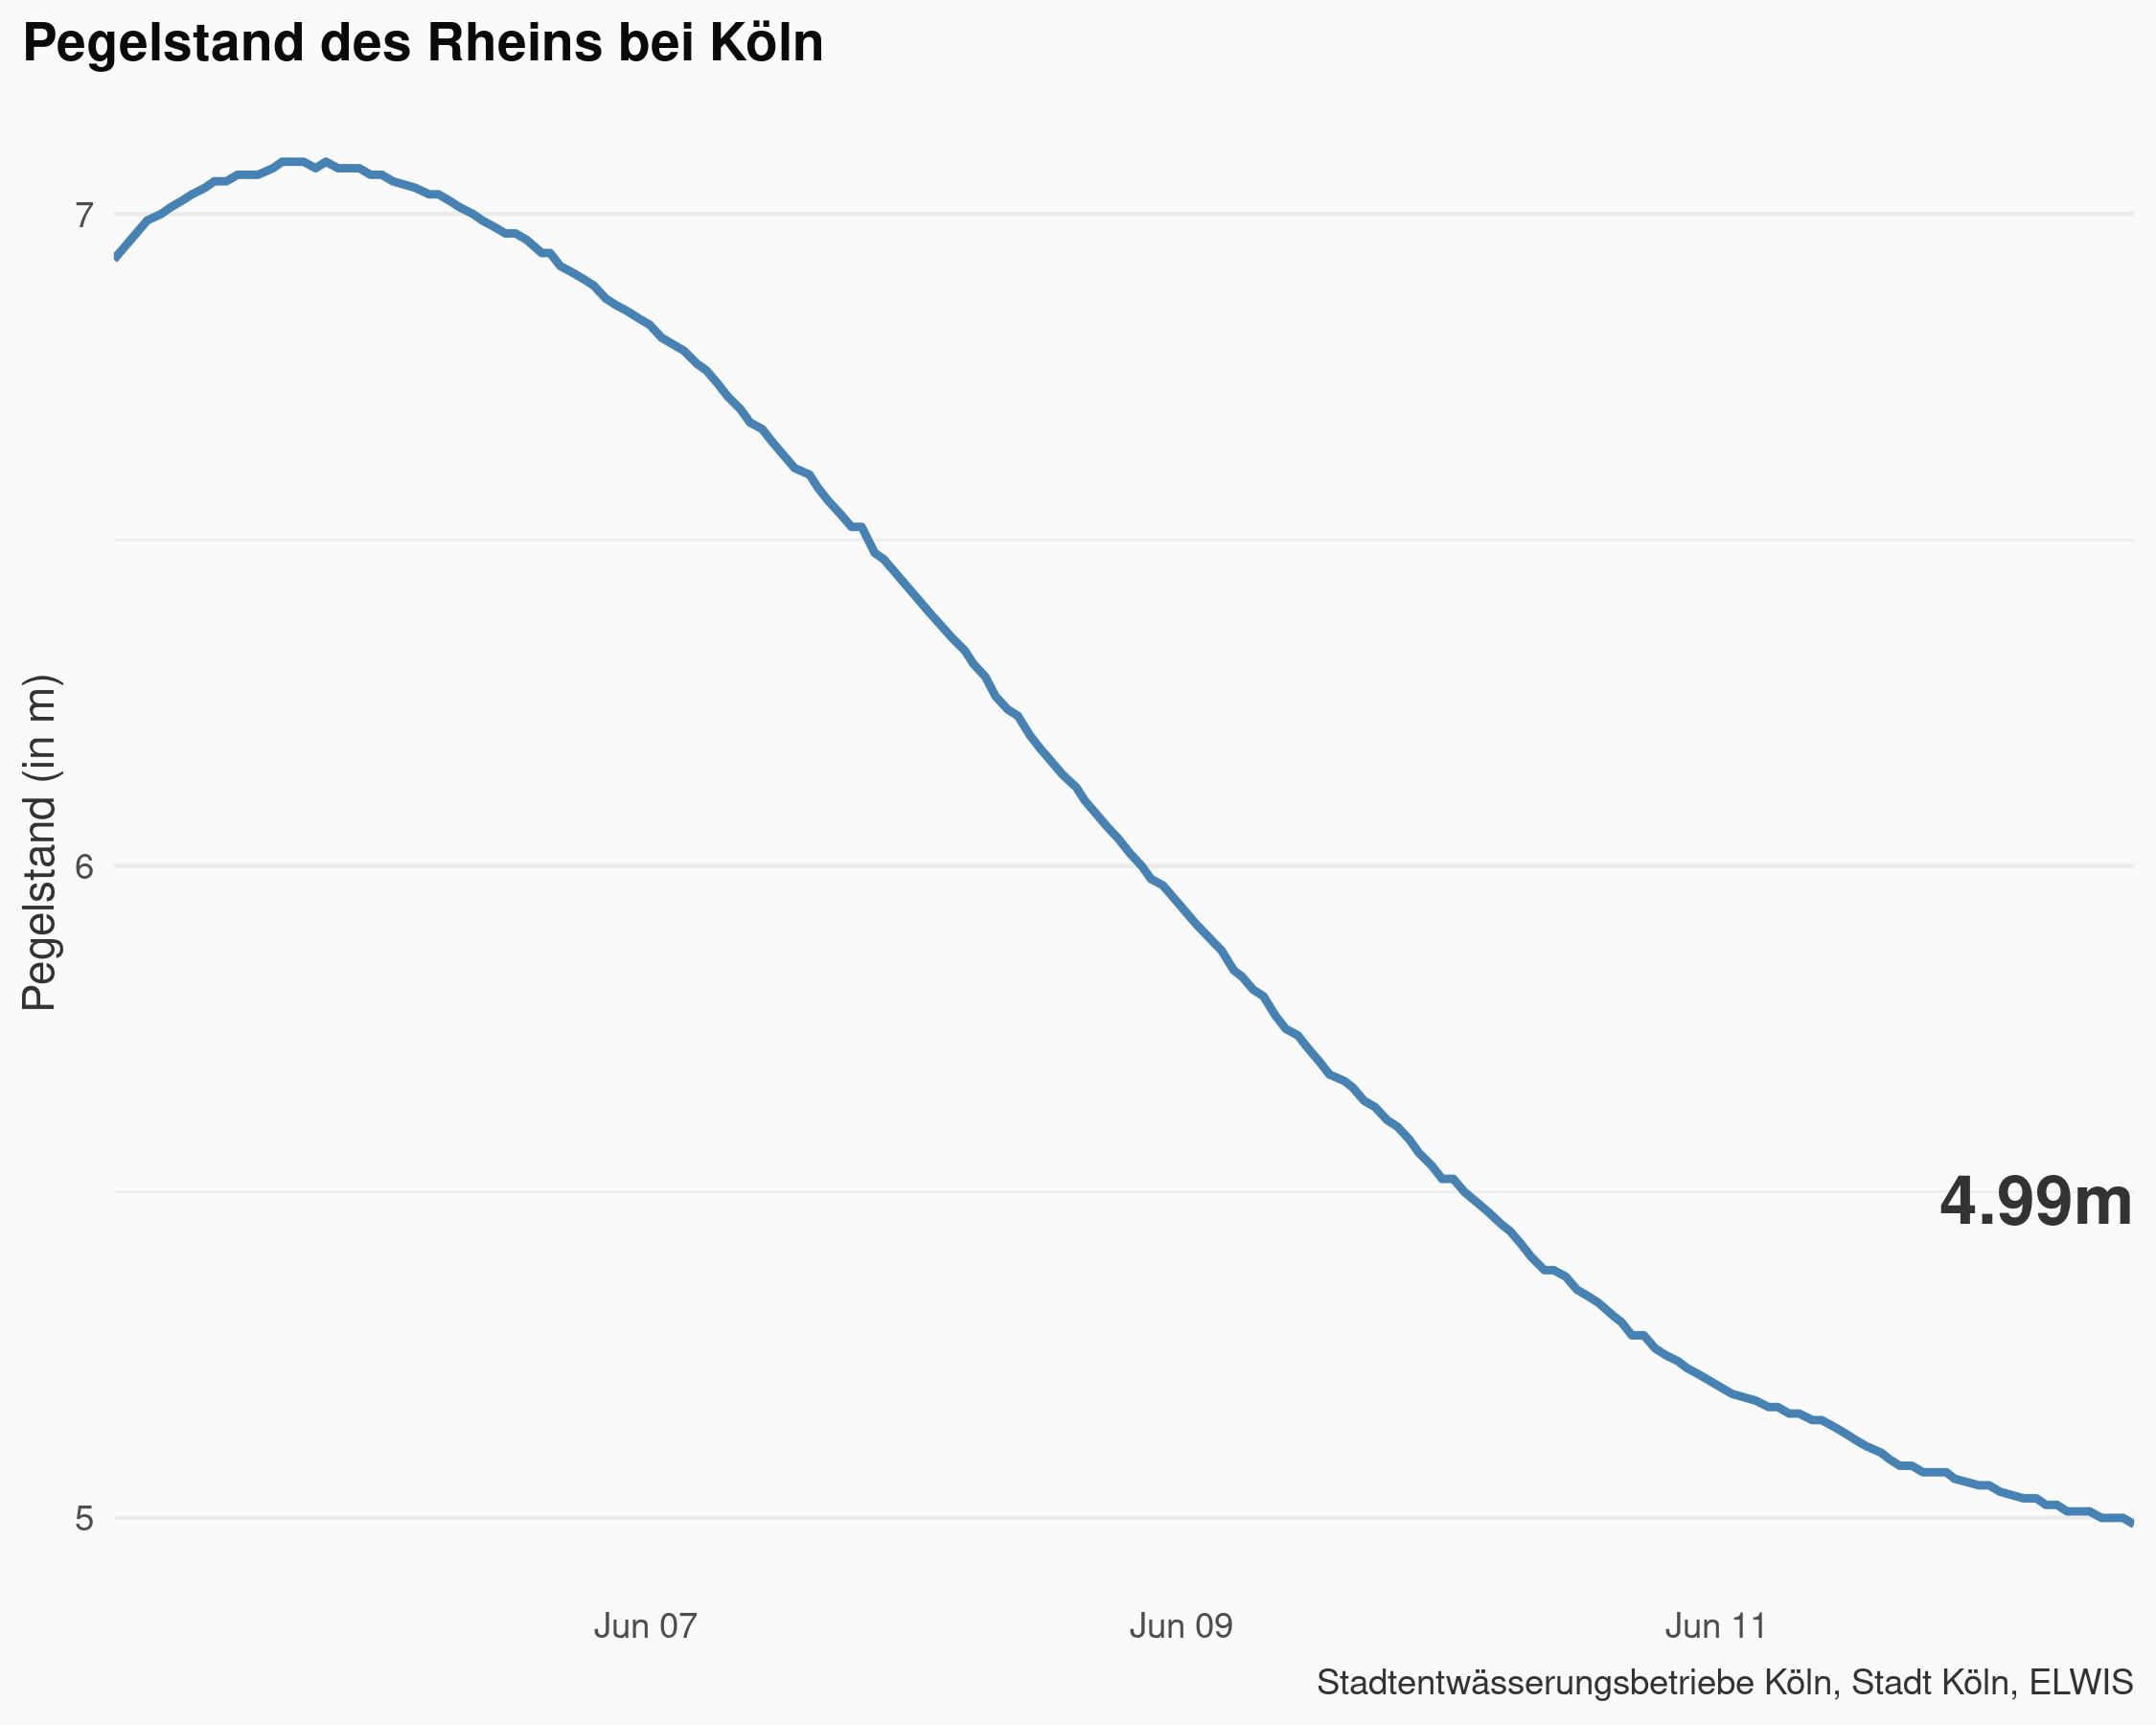 Pegelstand des Rheins bei Köln
Pegelstand (in m)
7
6
5
4.99m
Jun 07
Jun 09
Jun 11
Stadtentwässerungsbetriebe Köln, Stadt Köln, ELWIS